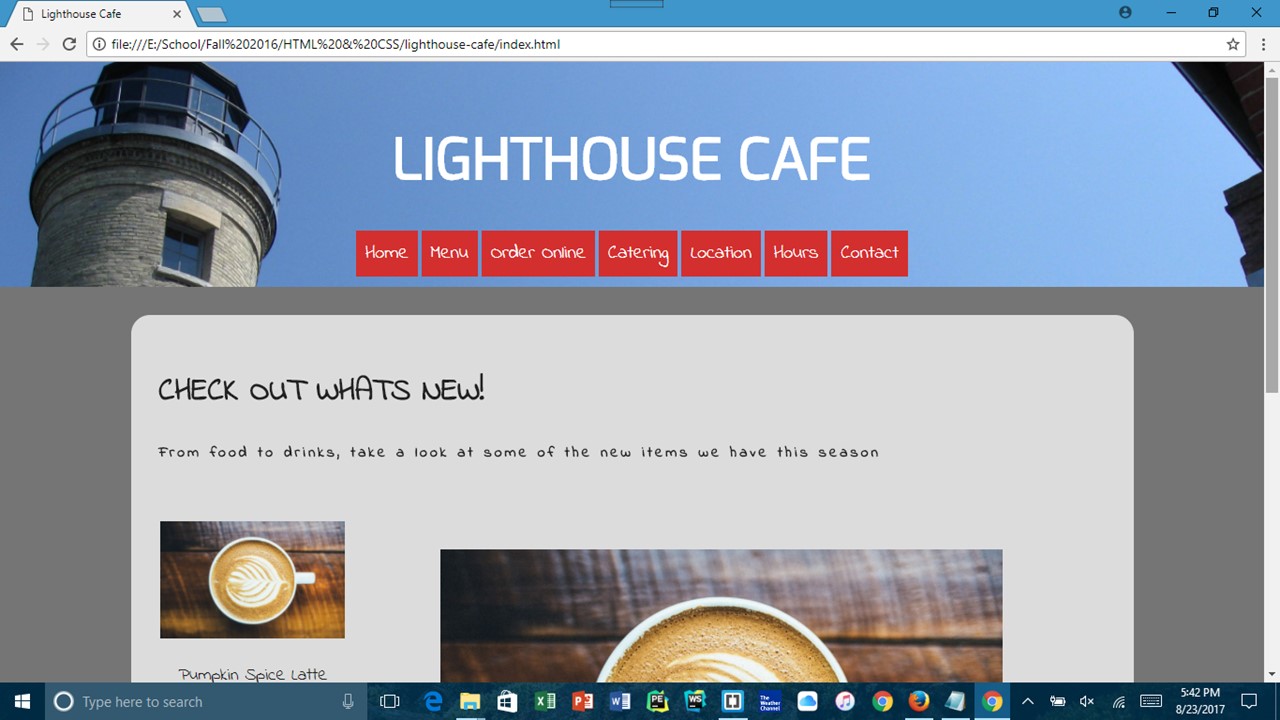 Lighthouse Cafe
file:///E:/School/Fall%202016/HTML%20&%20CSS/lighthouse-cafe/index.html
LIGHTHOUSE CAFE
Home Menu Order Online Catering Location Hours Contact
CHECK OUT WHATS NEW!
From food to drinks, take a look at some of the new items we have this season
Pumpkin Spice Latte
Type here to search
PE
WS
The Weather Channel
5:42 PM
8/23/2017